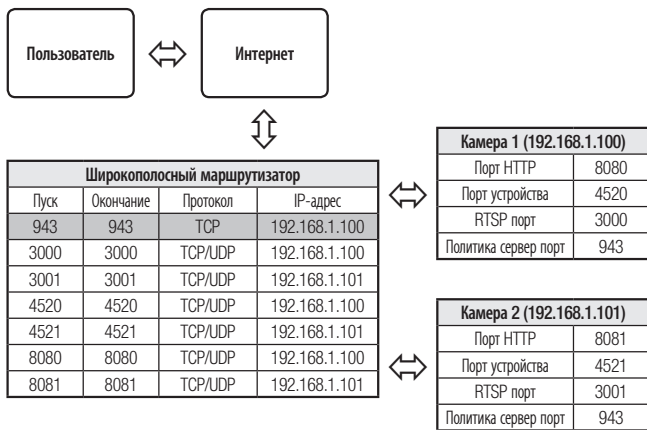 Пользователь
Интернет
Широкополосный маршрутизатор
Пуск Окончание Протокол IP-адрес
943 943 TCP 192.168.1.100
3000 3000 TCP/UDP 192.168.1.100
3001 3001 TCP/UDP 192.168.1.101
4520 4520 TCP/UDP 192.168.1.100
4521 4521 TCP/UDP 192.168.1.101
8080 8080 TCP/UDP 192.168.1.100
8081 8081 TCP/UDP 192.168.1.101
Камера 1 (192.168.1.100)
Порт HTTP 8080
Порт устройства 4520
RTSP порт 3000
Политика сервер порт 943
Камера 2 (192.168.1.101)
Порт HTTP 8081
Порт устройства 4521
RTSP порт 3001
Политика сервер порт 943